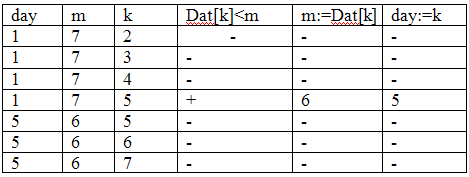 day m k Dat[k]<m m:=Dat[k] day:=k
1 7 2 - - -
1 7 3 - - -
1 7 4 - - -
1 7 5 + 6 5
5 6 5 - - -
5 6 6 - - -
5 6 7 - - -